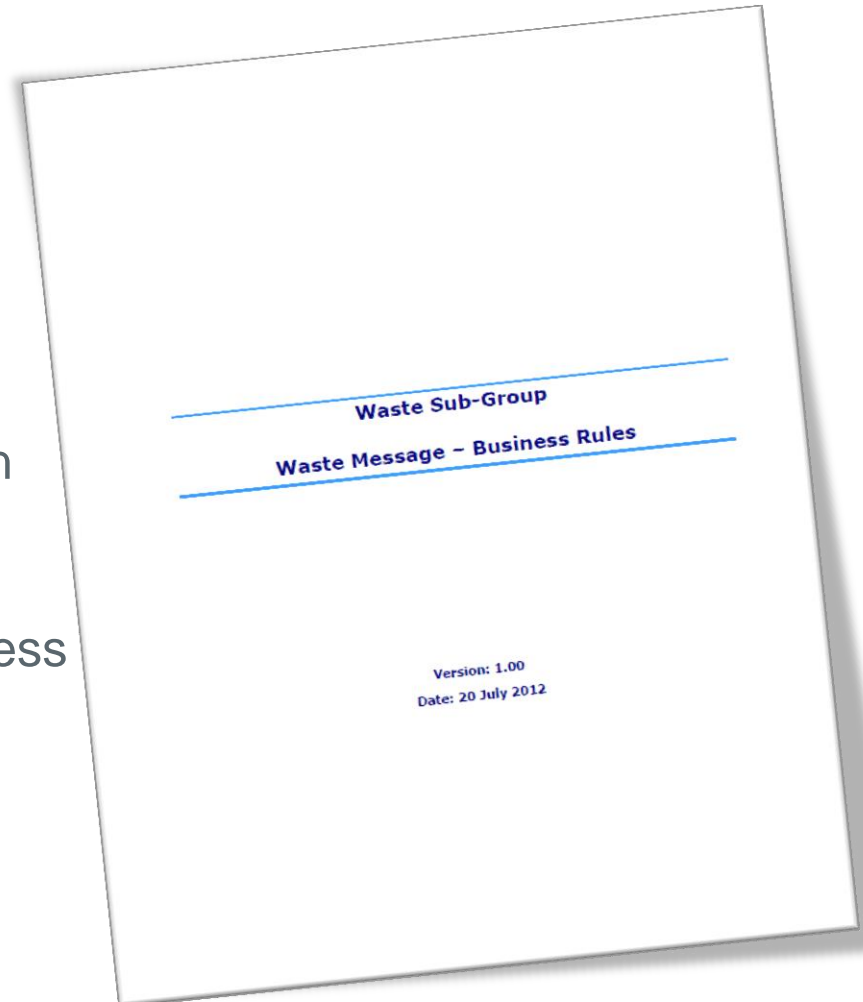 Waste Sub-Group
Waste Message – Business Rules
Version: 1.00
Date: 20 July 2012